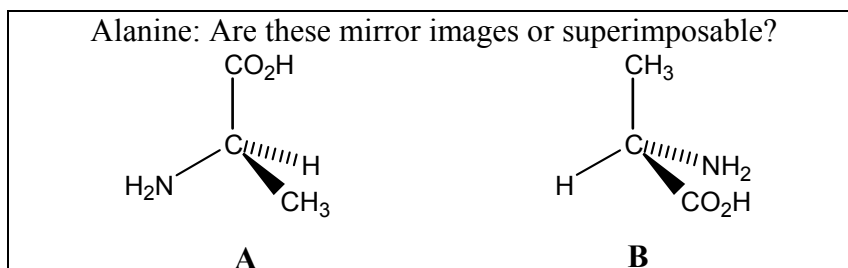 Alanine: Are these mirror images or superimposable?
CO₂H
CH₃
C
H
C
NH₂
H₂N
CH₃
H
CO₂H
A
B